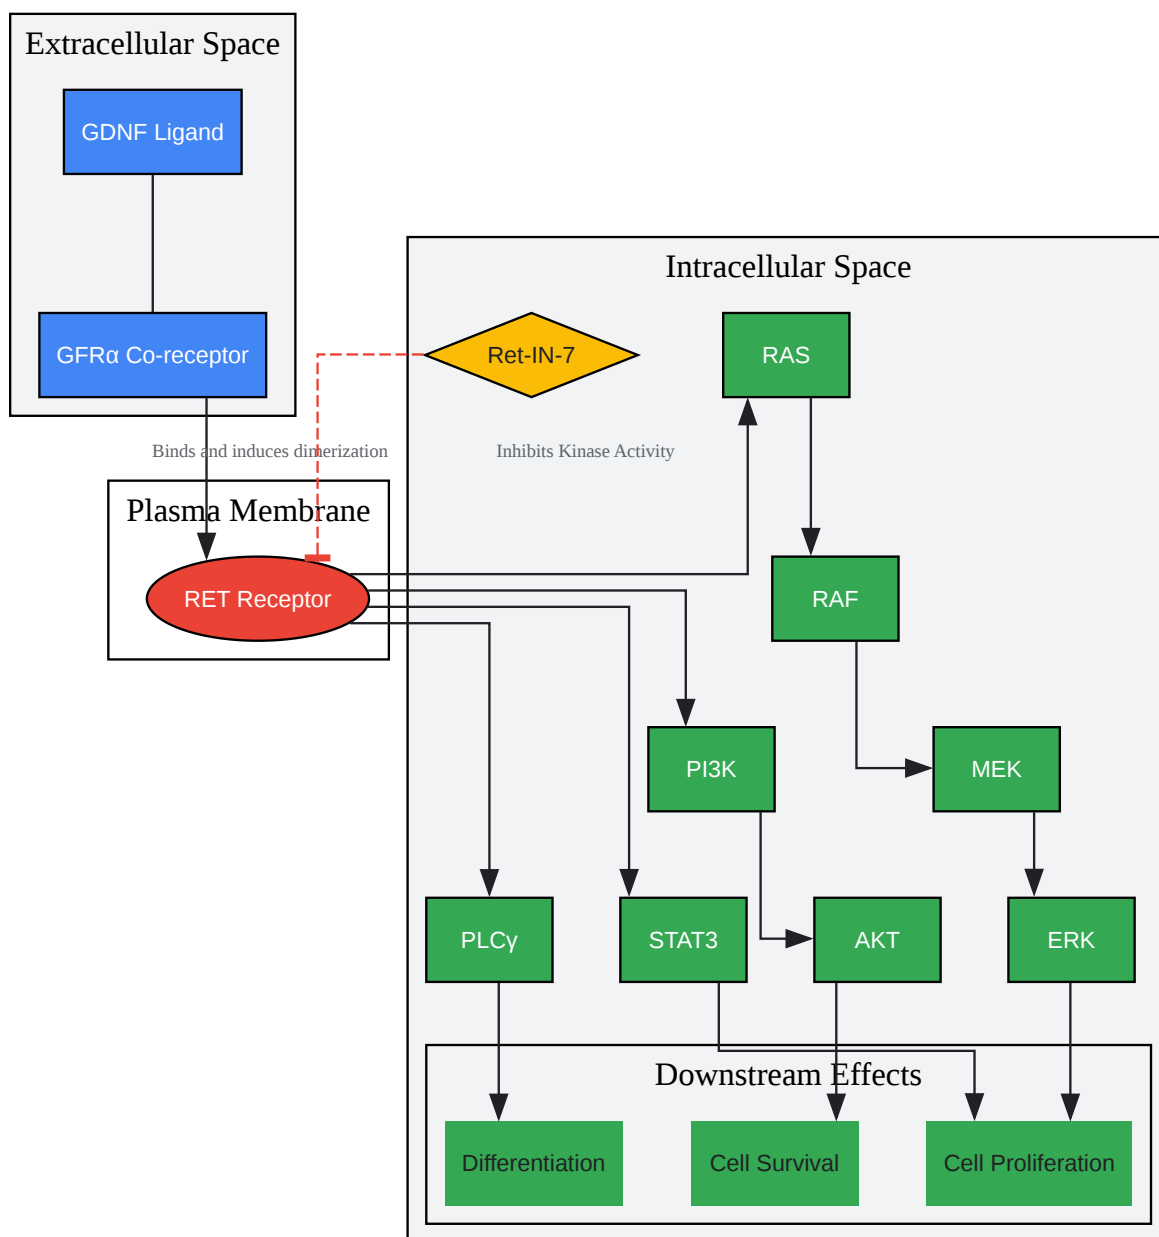 Extracellular Space
GDNF Ligand
GFRα Co-receptor
Binds and induces dimerization
Plasma Membrane
RET Receptor
Intracellular Space
Ret-IN-7
RAS
Inhibits Kinase Activity
RAF
PI3K
MEK
PLCγ
STAT3
AKT
ERK
Downstream Effects
Differentiation
Cell Survival
Cell Proliferation